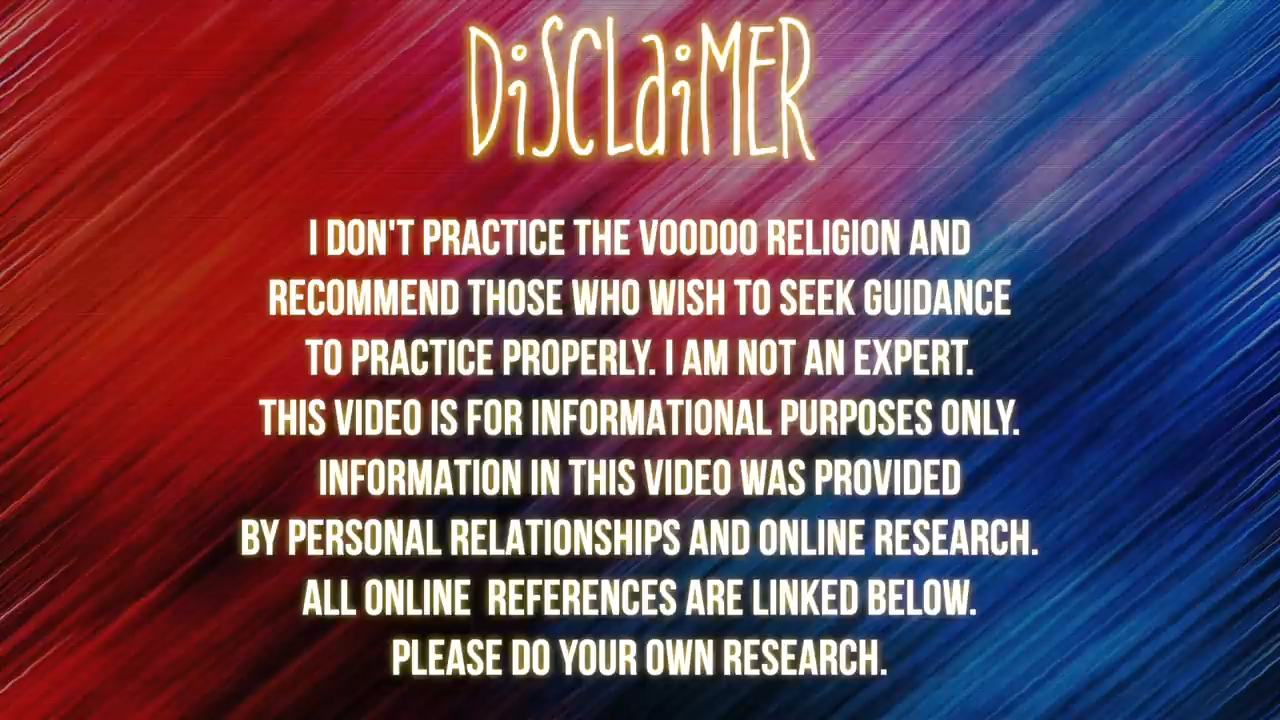 DiSCLaiMER
I DON'T PRACTICE THE VOODOO RELIGION AND
RECOMMEND THOSE WHO WISH TO SEEK GUIDANCE
TO PRACTICE PROPERLY. I AM NOT AN EXPERT.
THIS VIDEO IS FOR INFORMATIONAL PURPOSES ONLY.
INFORMATION IN THIS VIDEO WAS PROVIDED
BY PERSONAL RELATIONSHIPS AND ONLINE RESEARCH.
ALL ONLINE REFERENCES ARE LINKED BELOW.
PLEASE DO YOUR OWN RESEARCH.